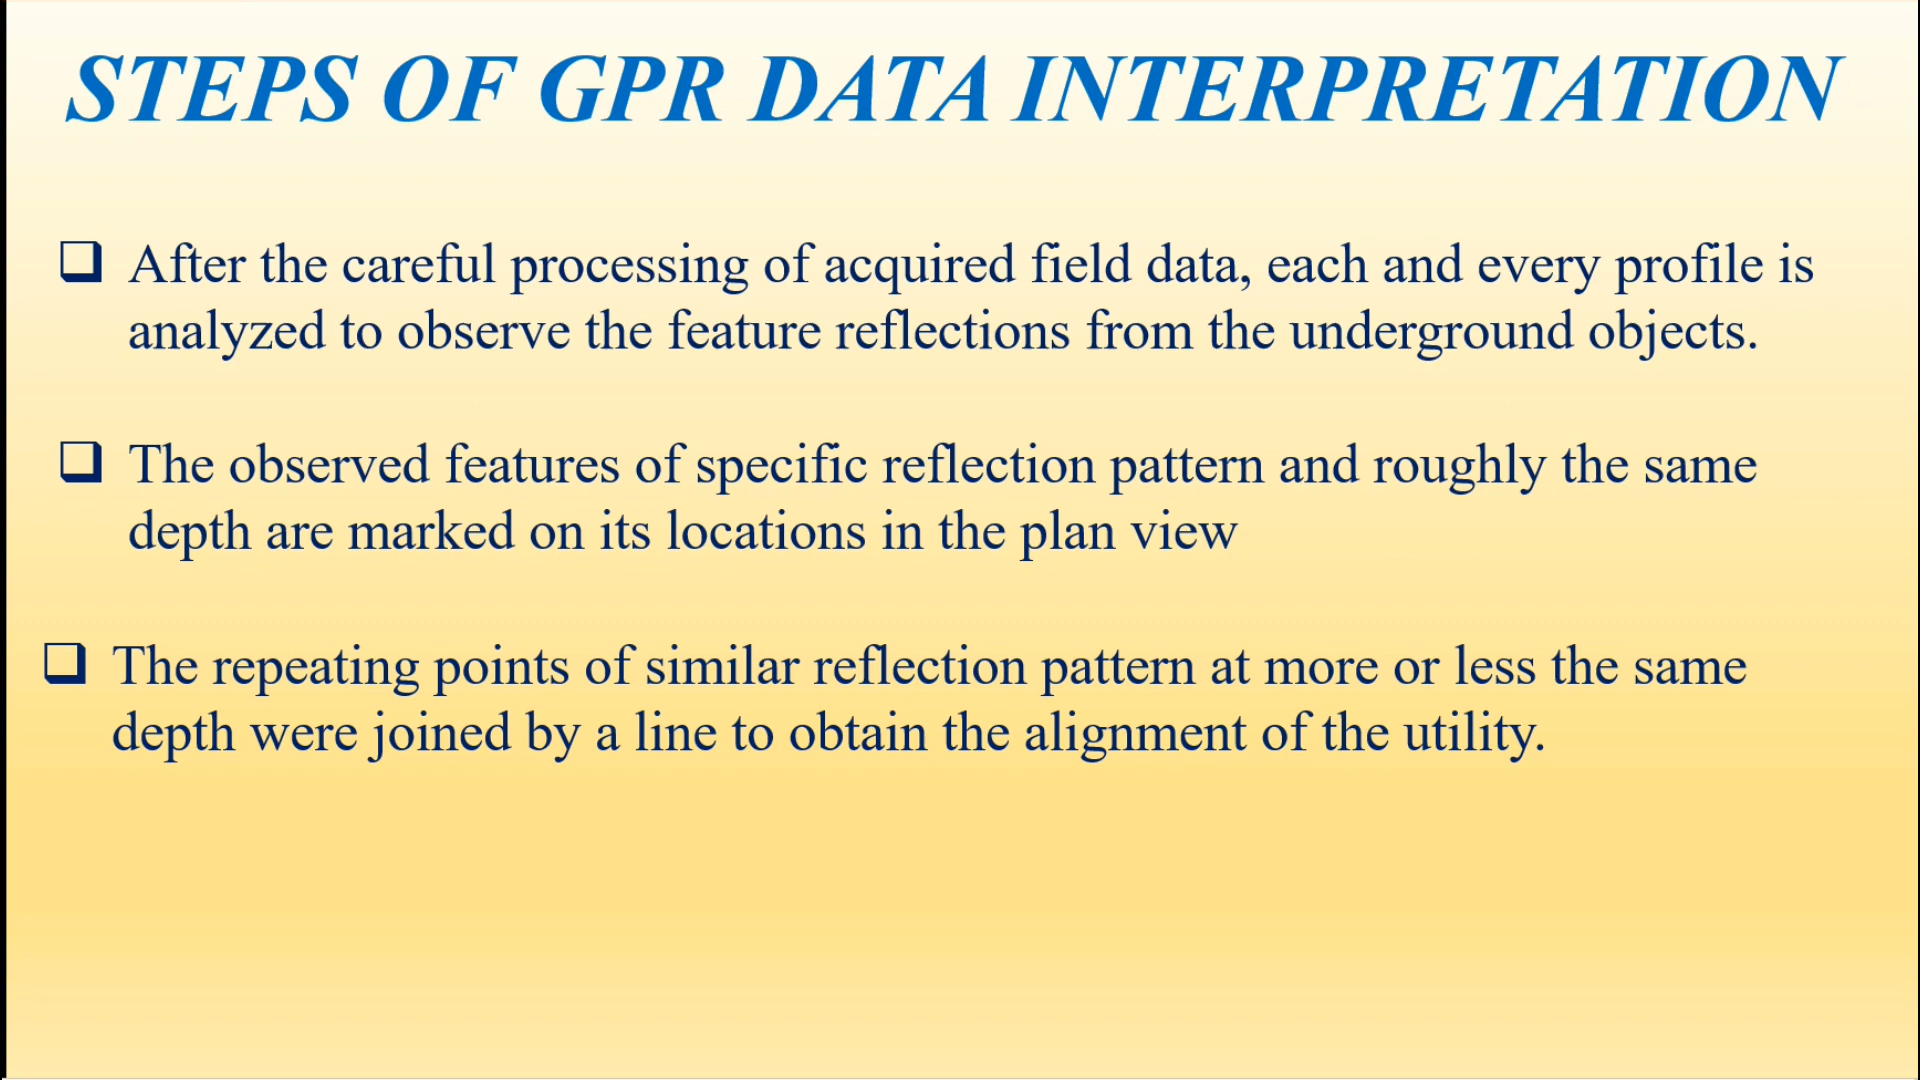 STEPS OF GPR DATA INTERPRETATION
❑ After the careful processing of acquired field data, each and every profile is
analyzed to observe the feature reflections from the underground objects.
❑ The observed features of specific reflection pattern and roughly the same
depth are marked on its locations in the plan view
❑ The repeating points of similar reflection pattern at more or less the same
depth were joined by a line to obtain the alignment of the utility.